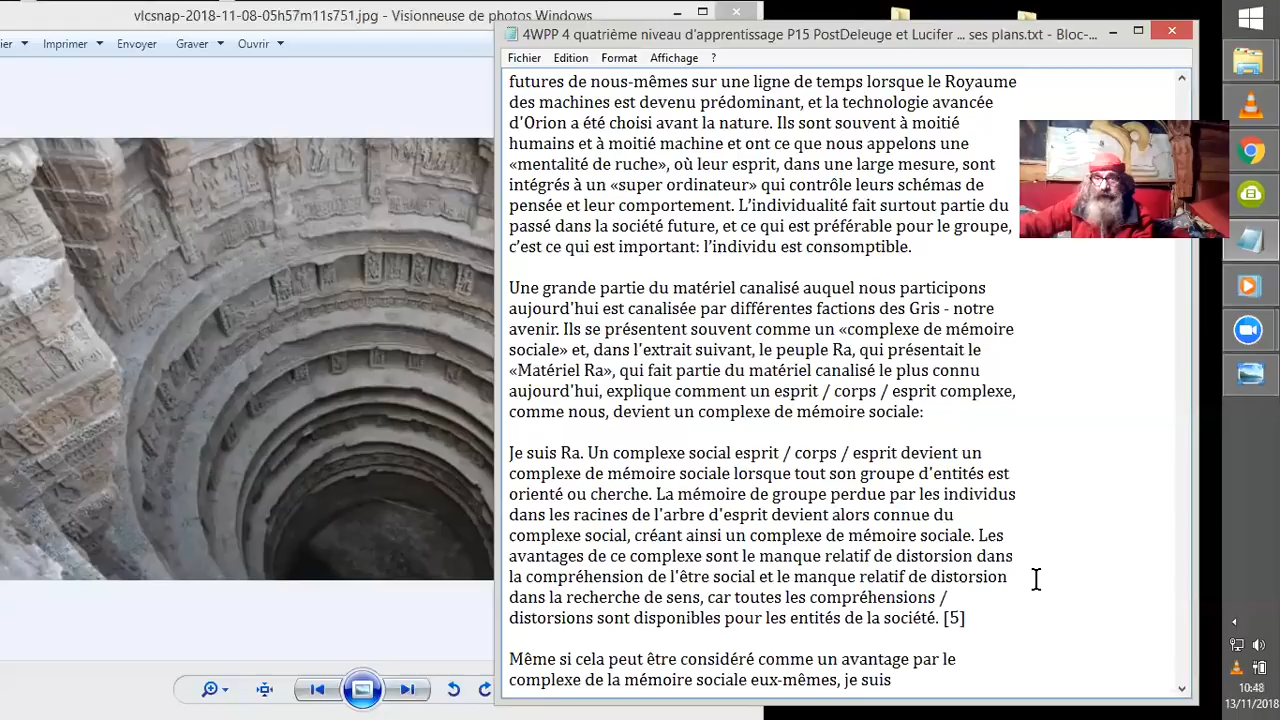 vlcsnap-2018-11-08-05h57m11s751.jpg - Visionneuse de photos Windows
Imprimer Envoyer Graver Ouvrir
4WPP 4 quatrième niveau d'apprentissage P15 PostDeleuge et Lucifer ... ses plans.txt - Bloc-...
Fichier Edition Format Affichage ?
futures de nous-mêmes sur une ligne de temps lorsque le Royaume
des machines est devenu prédominant, et la technologie avancée
d'Orion a été choisi avant la nature. Ils sont souvent à moitié
humains et à moitié machine et ont ce que nous appelons une
«mentalité de ruche», où leur esprit, dans une large mesure, sont
intégrés à un «super ordinateur» qui contrôle leurs schémas de
pensée et leur comportement. L'individualité fait surtout partie du
passé dans la société future, et ce qui est préférable pour le groupe,
c'est ce qui est important: l'individu est consomptible.
Une grande partie du matériel canalisé auquel nous participons
aujourd'hui est canalisée par différentes factions des Gris - notre
avenir. Ils se présentent souvent comme un «complexe de mémoire
sociale» et, dans l'extrait suivant, le peuple Ra, qui présentait le
«Matériel Ra», qui fait partie du matériel canalisé le plus connu
aujourd'hui, explique comment un esprit / corps / esprit complexe,
comme nous, devient un complexe de mémoire sociale:
Je suis Ra. Un complexe social esprit / corps / esprit devient un
complexe de mémoire sociale lorsque tout son groupe d'entités est
orienté ou cherche. La mémoire de groupe perdue par les individus
dans les racines de l'arbre d'esprit devient alors connue du
complexe social, créant ainsi un complexe de mémoire sociale. Les
avantages de ce complexe sont le manque relatif de distorsion dans
la compréhension de l'être social et le manque relatif de distorsion
dans la recherche de sens, car toutes les compréhensions /
distorsions sont disponibles pour les entités de la société. [5]
Même si cela peut être considéré comme un avantage par le
complexe de la mémoire sociale eux-mêmes, je suis
10:48
13/11/2018